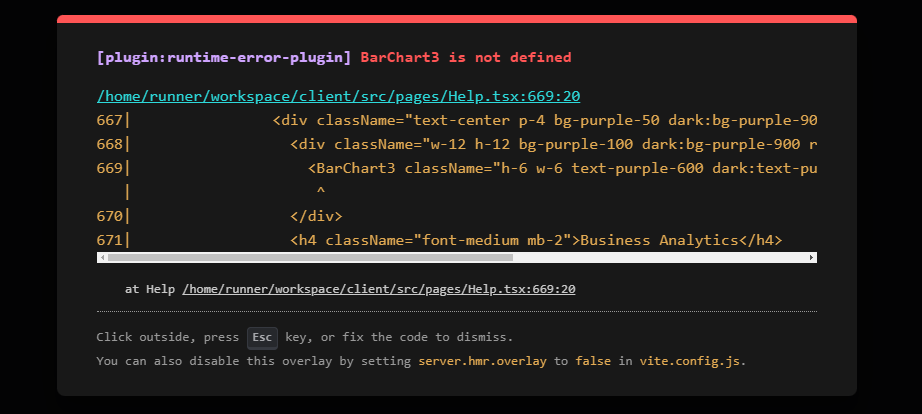 [plugin:runtime-error-plugin] BarChart3 is not defined
/home/runner/workspace/client/src/pages/Help.tsx:669:20
667|                <div className="text-center p-4 bg-purple-50 dark:bg-purple-90
668|                  <div className="w-12 h-12 bg-purple-100 dark:bg-purple-900 r
669|                    <BarChart3 className="h-6 w-6 text-purple-600 dark:text-pu
   |                     ^
670|                  </div>
671|                  <h4 className="font-medium mb-2">Business Analytics</h4>
at Help /home/runner/workspace/client/src/pages/Help.tsx:669:20
Click outside, press Esc key, or fix the code to dismiss.
You can also disable this overlay by setting server.hmr.overlay to false in vite.config.js.